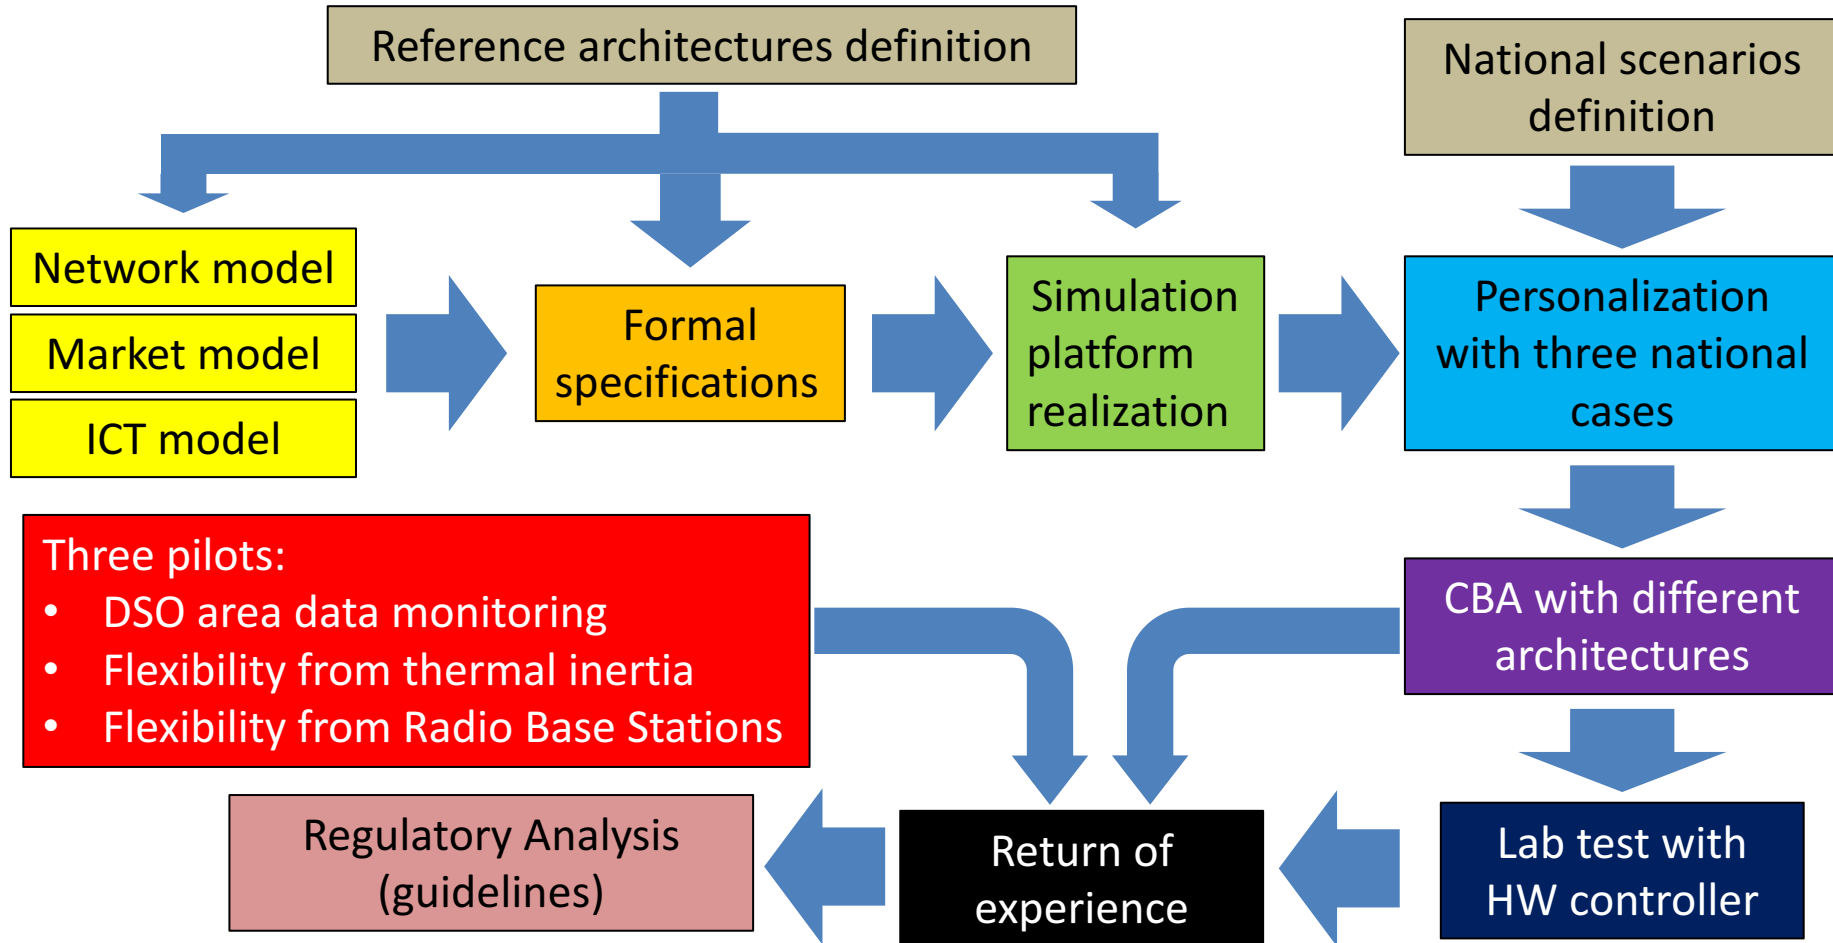 Reference architectures definition
National scenarios
definition
Network model
Market model
ICT model
Formal
specifications
Simulation
platform
realization
Personalization
with three national
cases
Three pilots:
• DSO area data monitoring
• Flexibility from thermal inertia
• Flexibility from Radio Base Stations
CBA with different
architectures
Regulatory Analysis
(guidelines)
Return of
experience
Lab test with
HW controller